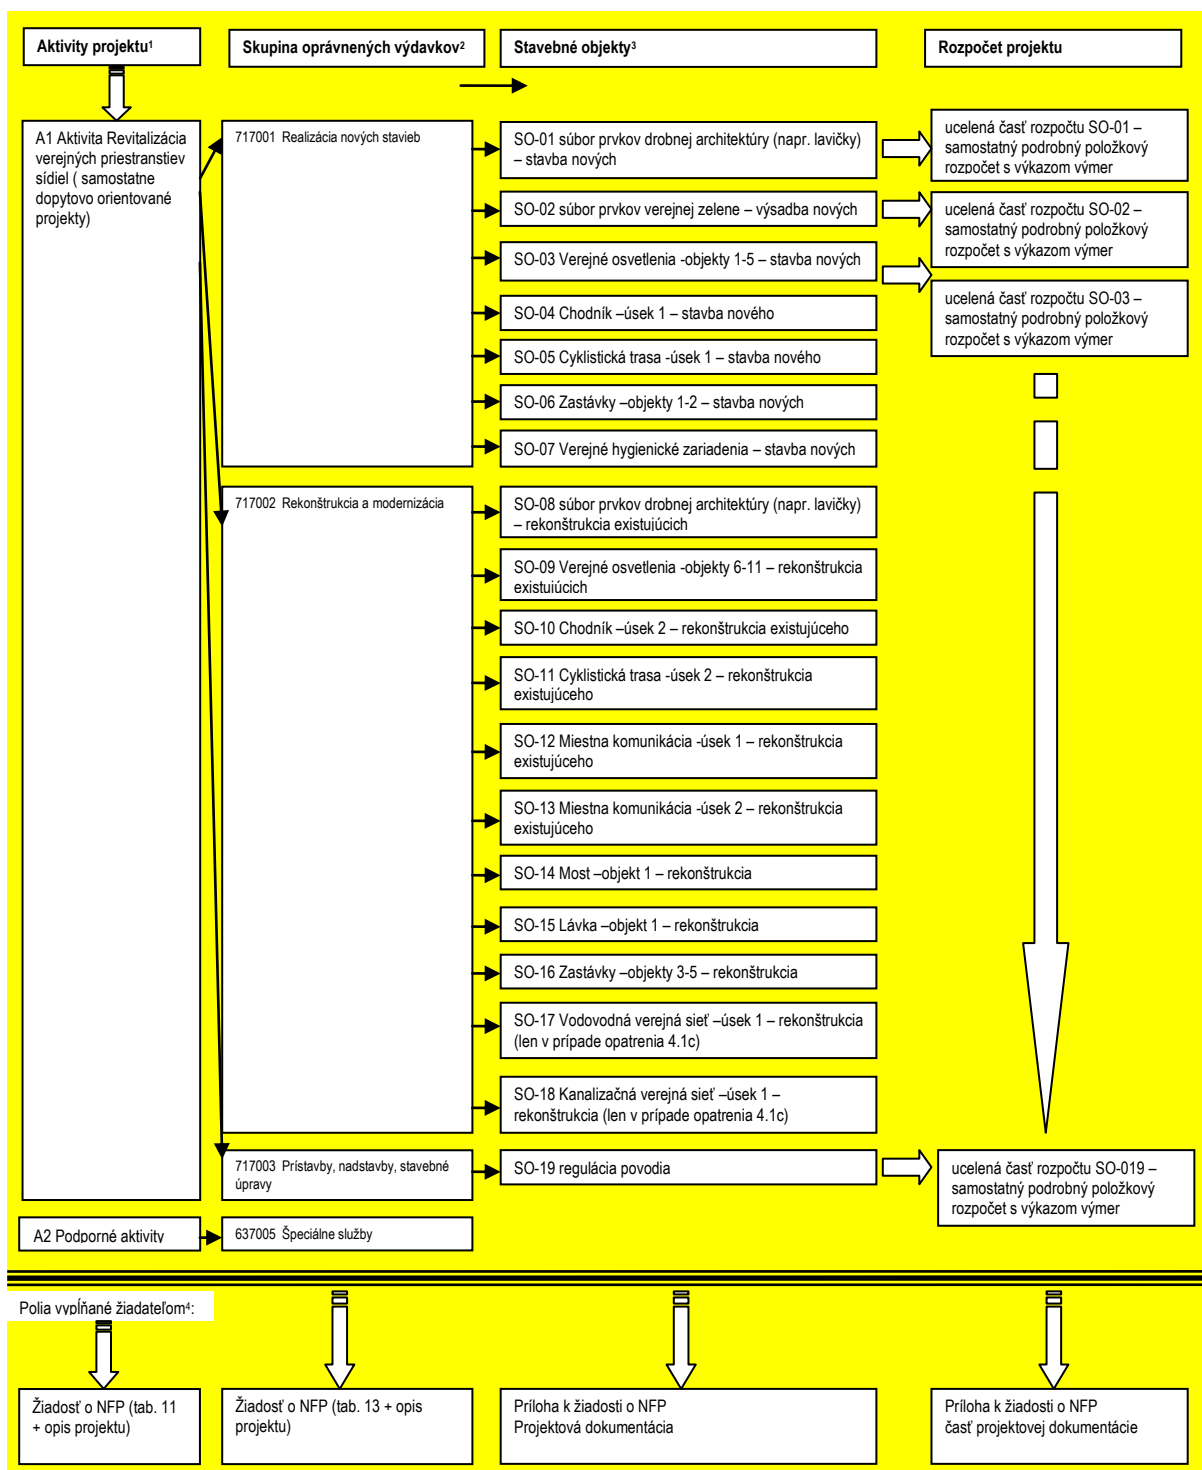 Aktivity projektu¹
Skupina oprávnených výdavkov²
Stavebné objekty³
Rozpočet projektu
A1 Aktivita Revitalizácia
verejných priestranstiev
sídiel ( samostatne
dopytovo orientované
projekty)
717001  Realizácia nových stavieb
SO-01 súbor prvkov drobnej architektúry (napr. lavičky)
– stavba nových
SO-02 súbor prvkov verejnej zelene – výsadba nových
SO-03 Verejné osvetlenia -objekty 1-5 – stavba nových
SO-04 Chodník –úsek 1 – stavba nového
SO-05 Cyklistická trasa -úsek 1 – stavba nového
SO-06 Zastávky –objekty 1-2 – stavba nových
SO-07 Verejné hygienické zariadenia – stavba nových
ucelená časť rozpočtu SO-01 –
samostatný podrobný položkový
rozpočet s výkazom výmer
ucelená časť rozpočtu SO-02 –
samostatný podrobný položkový
rozpočet s výkazom výmer
ucelená časť rozpočtu SO-03 –
samostatný podrobný položkový
rozpočet s výkazom výmer
717002  Rekonštrukcia a modernizácia
SO-08 súbor prvkov drobnej architektúry (napr. lavičky)
– rekonštrukcia existujúcich
SO-09 Verejné osvetlenia -objekty 6-11 – rekonštrukcia
existujúcich
SO-10 Chodník –úsek 2 – rekonštrukcia existujúceho
SO-11 Cyklistická trasa -úsek 2 – rekonštrukcia
existujúceho
SO-12 Miestna komunikácia -úsek 1 – rekonštrukcia
existujúceho
SO-13 Miestna komunikácia -úsek 2 – rekonštrukcia
existujúceho
SO-14 Most –objekt 1 – rekonštrukcia
SO-15 Lávka –objekt 1 – rekonštrukcia
SO-16 Zastávky –objekty 3-5 – rekonštrukcia
SO-17 Vodovodná verejná sieť –úsek 1 – rekonštrukcia
(len v prípade opatrenia 4.1c)
SO-18 Kanalizačná verejná sieť –úsek 1 –
rekonštrukcia (len v prípade opatrenia 4.1c)
717003  Prístavby, nadstavby, stavebné
úpravy
SO-19 regulácia povodia
ucelená časť rozpočtu SO-019 –
samostatný podrobný položkový
rozpočet s výkazom výmer
A2 Podporné aktivity
637005  Špeciálne služby
Polia vypĺňané žiadateľom⁴:
Žiadosť o NFP (tab. 11
+ opis projektu)
Žiadosť o NFP (tab. 13 + opis
projektu)
Príloha k žiadosti o NFP
Projektová dokumentácia
Príloha k žiadosti o NFP
časť projektovej dokumentácie